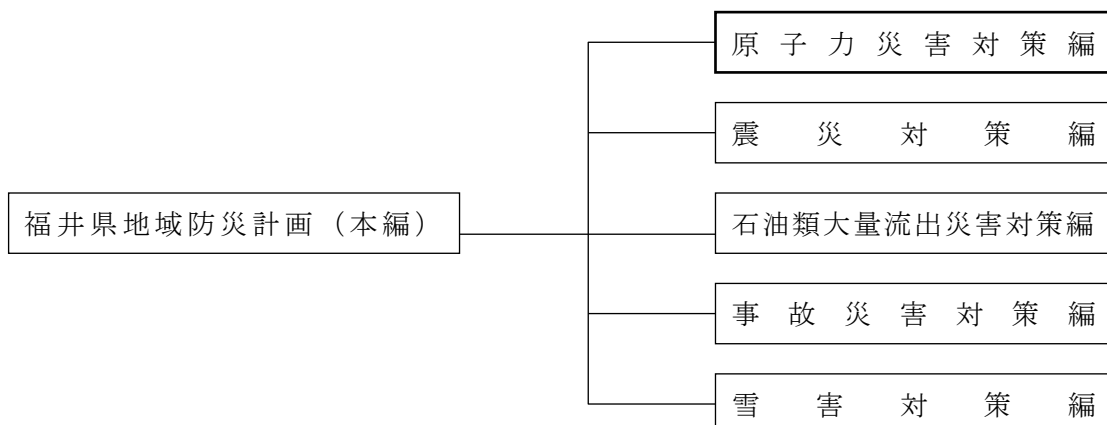 原子力災害対策編
震災対策編
福井県地域防災計画（本編）
石油類大量流出災害対策編
事故災害対策編
雪害対策編